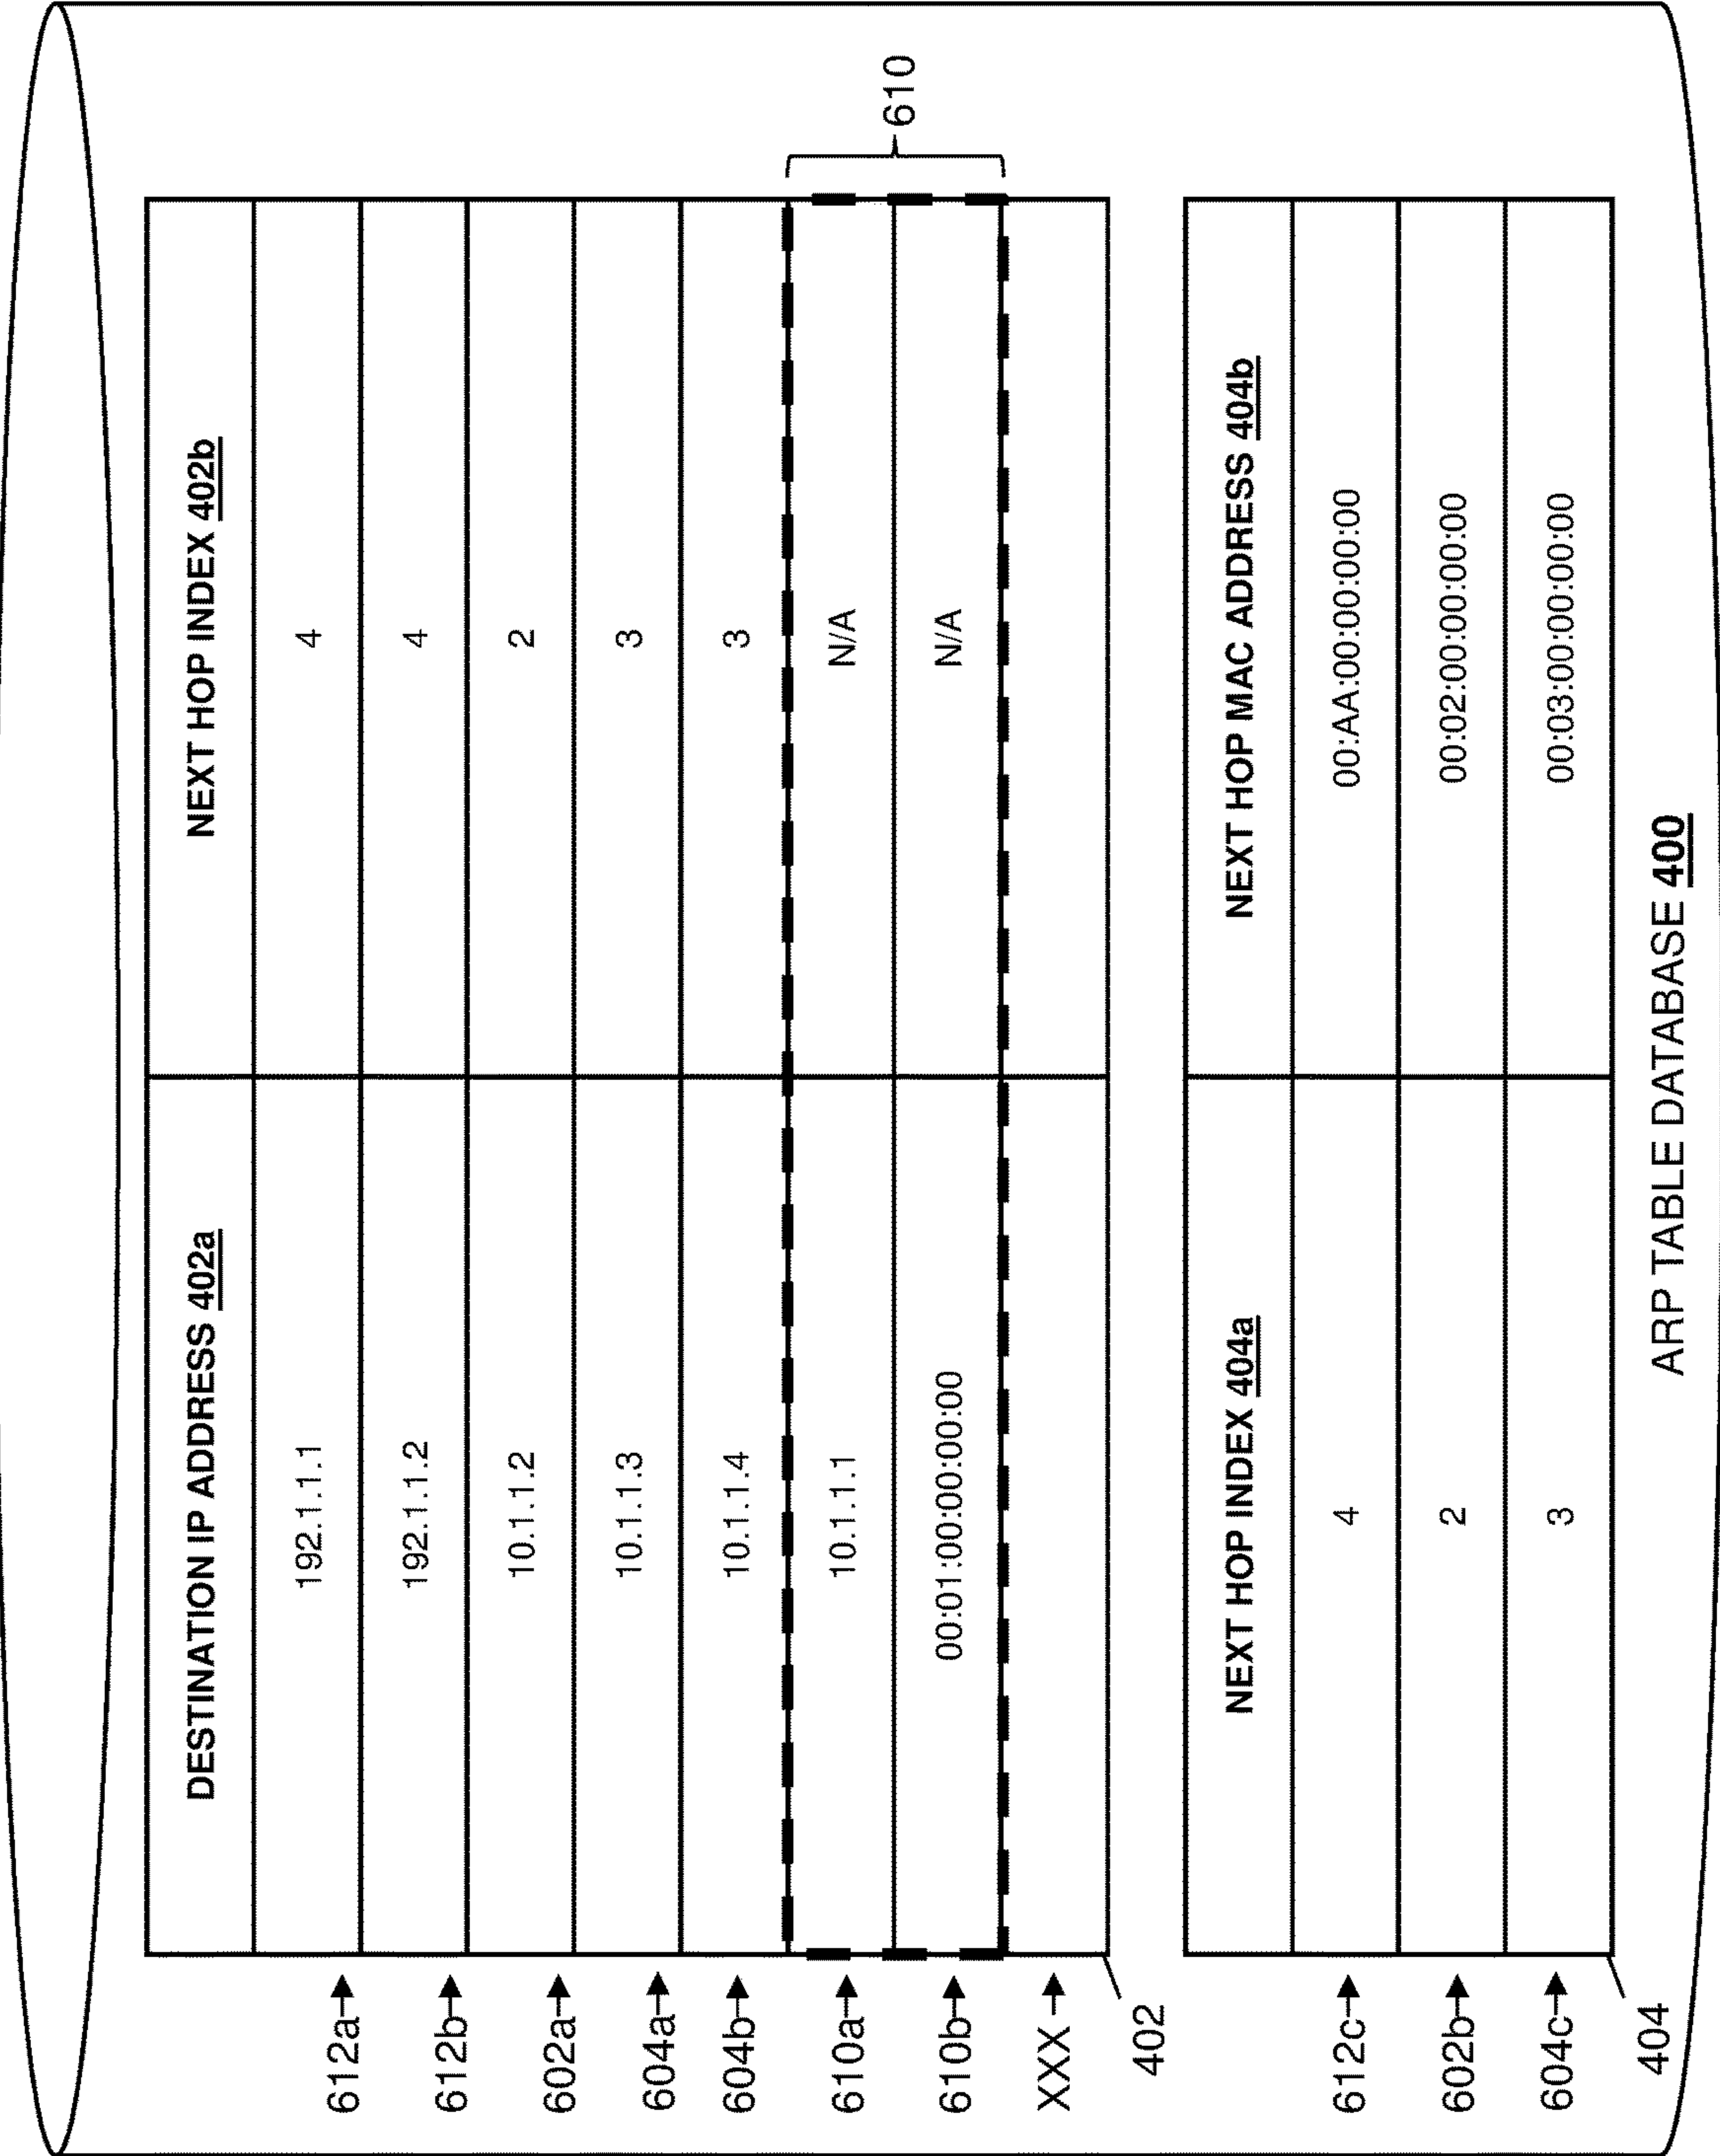 DESTINATION IP ADDRESS 402a NEXT HOP INDEX 402b
612a 192.1.1.1 4
612b 192.1.1.2 4
602a 10.1.1.2 2
604a 10.1.1.3 3
604b 10.1.1.4 3
610a 10.1.1.1 N/A
610b 00:01:00:00:00:00 N/A
610
XXX
402
NEXT HOP INDEX 404a NEXT HOP MAC ADDRESS 404b
612c 4 00:AA:00:00:00:00
602b 2 00:02:00:00:00:00
604c 3 00:03:00:00:00:00
404
ARP TABLE DATABASE 400